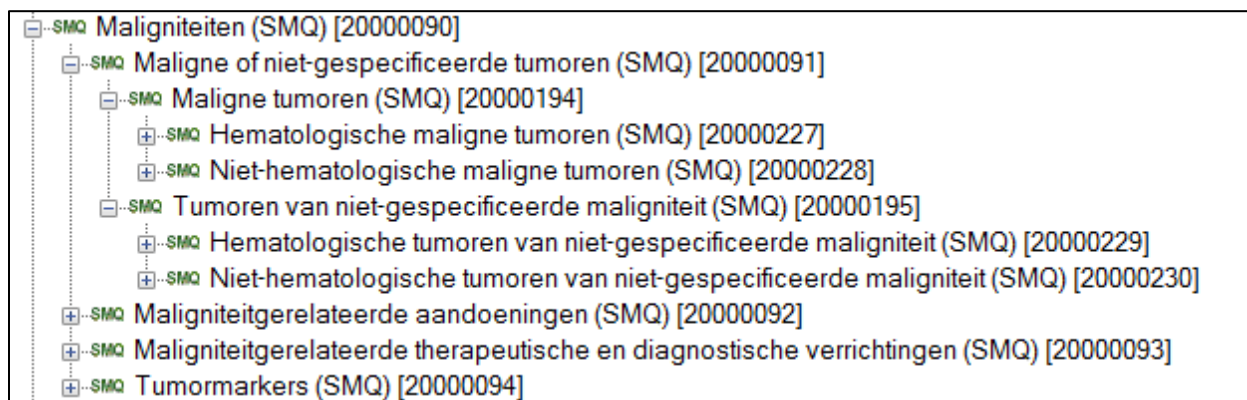 SMQ Maligniteiten (SMQ) [20000090]
SMQ Maligne of niet-gespecificeerde tumoren (SMQ) [20000091]
SMQ Maligne tumoren (SMQ) [20000194]
SMQ Hematologische maligne tumoren (SMQ) [20000227]
SMQ Niet-hematologische maligne tumoren (SMQ) [20000228]
SMQ Tumoren van niet-gespecificeerde maligniteit (SMQ) [20000195]
SMQ Hematologische tumoren van niet-gespecificeerde maligniteit (SMQ) [20000229]
SMQ Niet-hematologische tumoren van niet-gespecificeerde maligniteit (SMQ) [20000230]
SMQ Maligniteitgerelateerde aandoeningen (SMQ) [20000092]
SMQ Maligniteitgerelateerde therapeutische en diagnostische verrichtingen (SMQ) [20000093]
SMQ Tumormarkers (SMQ) [20000094]